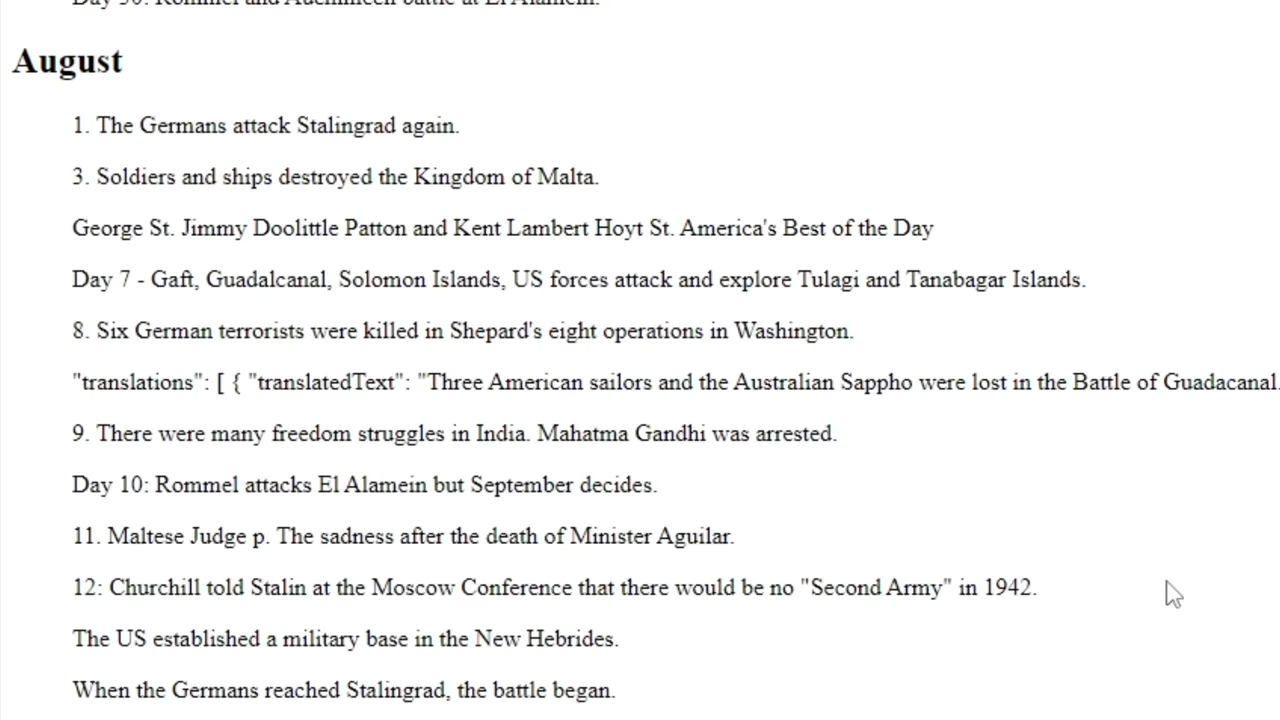 August
1. The Germans attack Stalingrad again.
3. Soldiers and ships destroyed the Kingdom of Malta.
George St. Jimmy Doolittle Patton and Kent Lambert Hoyt St. America's Best of the Day
Day 7 - Gaft, Guadalcanal, Solomon Islands, US forces attack and explore Tulagi and Tanabagar Islands.
8. Six German terrorists were killed in Shepard's eight operations in Washington.
"translations": [ { "translatedText": "Three American sailors and the Australian Sappho were lost in the Battle of Guadacanal.
9. There were many freedom struggles in India. Mahatma Gandhi was arrested.
Day 10: Rommel attacks El Alamein but September decides.
11. Maltese Judge p. The sadness after the death of Minister Aguilar.
12: Churchill told Stalin at the Moscow Conference that there would be no "Second Army" in 1942.
The US established a military base in the New Hebrides.
When the Germans reached Stalingrad, the battle began.